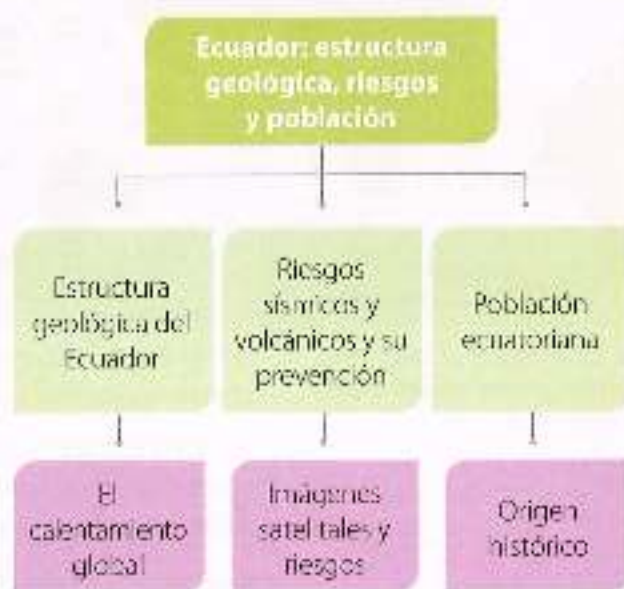 Ecuador: estructura
geológica, riesgos
y población
Estructura
geológica del
Ecuador
Riesgos
sísmicos y
volcánicos y su
prevención
Población
ecuatoriana
El
calentamiento
global
Imágenes
satelitales y
riesgos
Origen
histórico